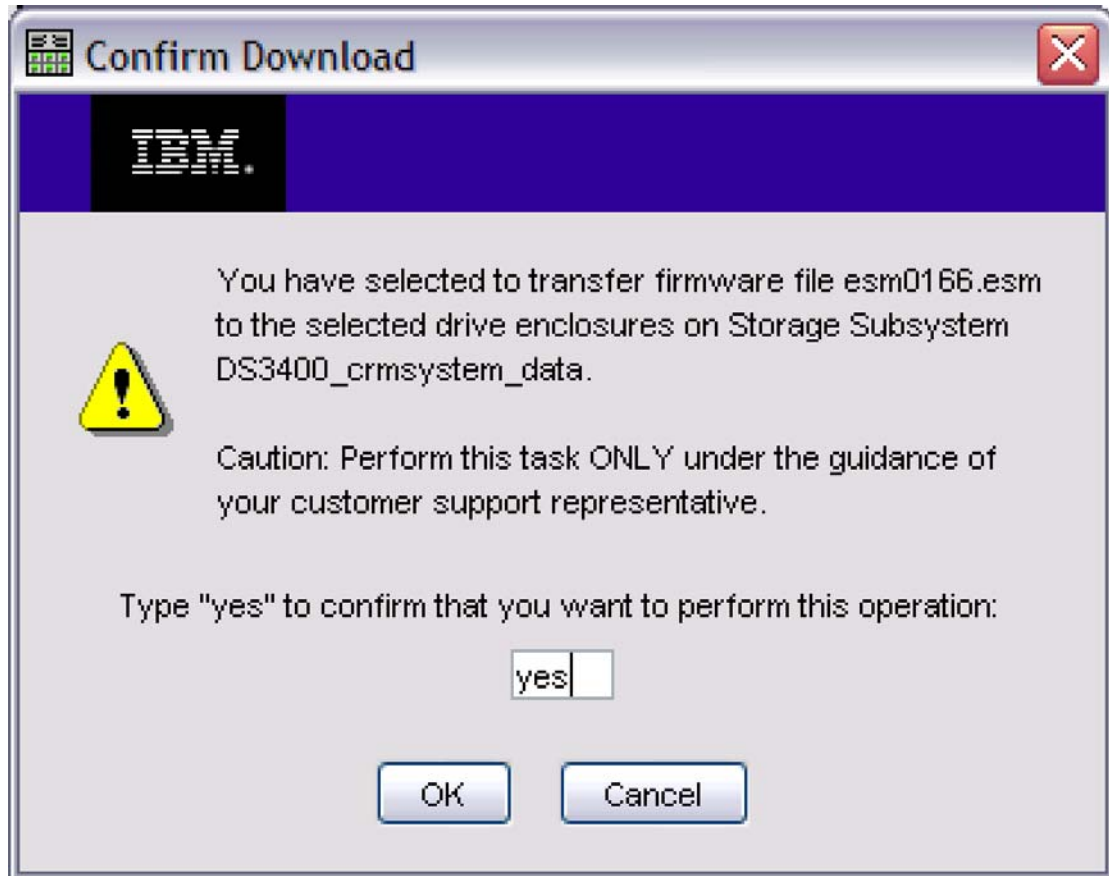 Confirm Download
IBM.
You have selected to transfer firmware file esm0166.esm
to the selected drive enclosures on Storage Subsystem
DS3400_crmsystem_data.
Caution: Perform this task ONLY under the guidance of
your customer support representative.
Type "yes" to confirm that you want to perform this operation:
yes
OK
Cancel